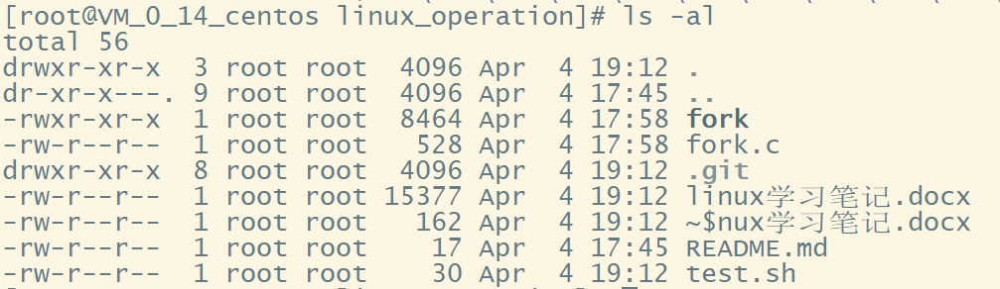 [root@VM_0_14_centos linux_operation]# ls -al
total 56
drwxr-xr-x  3 root root  4096 Apr  4 19:12 .
dr-xr-x---. 9 root root  4096 Apr  4 17:45 ..
-rwxr-xr-x  1 root root  8464 Apr  4 17:58 fork
-rw-r--r--  1 root root   528 Apr  4 17:58 fork.c
drwxr-xr-x  8 root root  4096 Apr  4 19:12 .git
-rw-r--r--  1 root root 15377 Apr  4 19:12 linux学习笔记.docx
-rw-r--r--  1 root root   162 Apr  4 19:12 ~$nux学习笔记.docx
-rw-r--r--  1 root root    17 Apr  4 17:45 README.md
-rw-r--r--  1 root root    30 Apr  4 19:12 test.sh